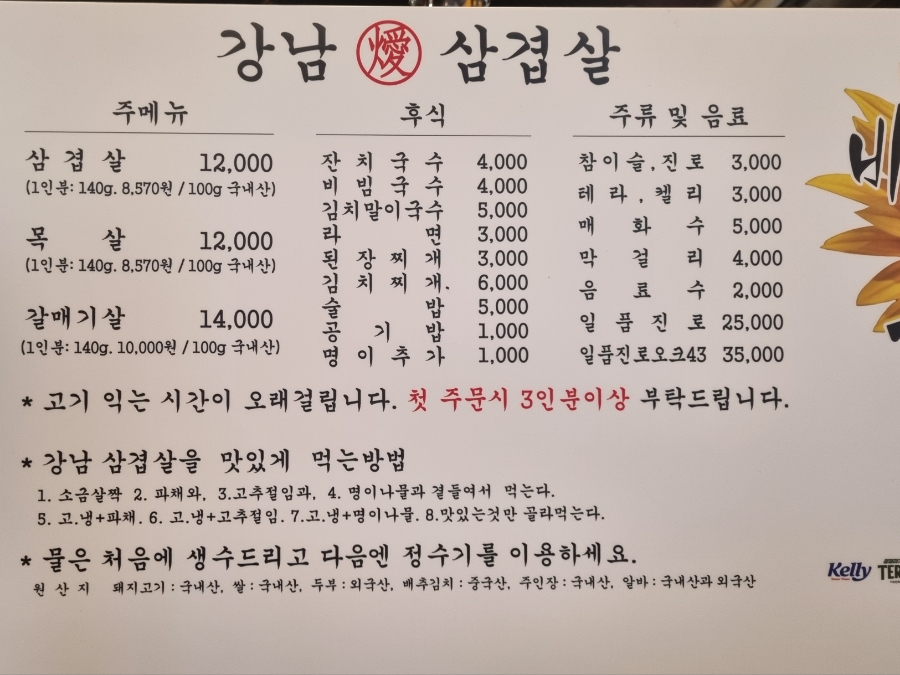 강남 燰 삼겹살
주메뉴
삼겹살 12,000
(1인분: 140g. 8,570원 / 100g 국내산)
목살 12,000
(1인분: 140g. 8,570원 / 100g 국내산)
갈매기살 14,000
(1인분: 140g. 10,000원 / 100g 국내산)
후식
잔치국수 4,000
비빔국수 4,000
김치말이국수 5,000
라면 3,000
된장찌개 3,000
김치찌개. 6,000
술밥 5,000
공기밥 1,000
명이추가 1,000
주류 및 음료
참이슬,진로 3,000
테라,켈리 3,000
매화수 5,000
막걸리 4,000
음료수 2,000
일품진로 25,000
일품진로오크43 35,000
* 고기 익는 시간이 오래걸립니다. 첫 주문시 3인분이상 부탁드립니다.
* 강남 삼겹살을 맛있게 먹는방법
1. 소금살짝 2. 파채와, 3.고추절임과, 4. 명이나물과 곁들여서 먹는다.
5. 고.냉+파채. 6. 고.냉+고추절임. 7.고.냉+명이나물. 8.맛있는것만 골라먹는다.
* 물은 처음에 생수드리고 다음엔 정수기를 이용하세요.
원산지 돼지고기 : 국내산, 쌀 : 국내산, 두부 : 외국산, 배추김치 : 중국산, 주인장 : 국내산, 알바 : 국내산과 외국산
Kelly